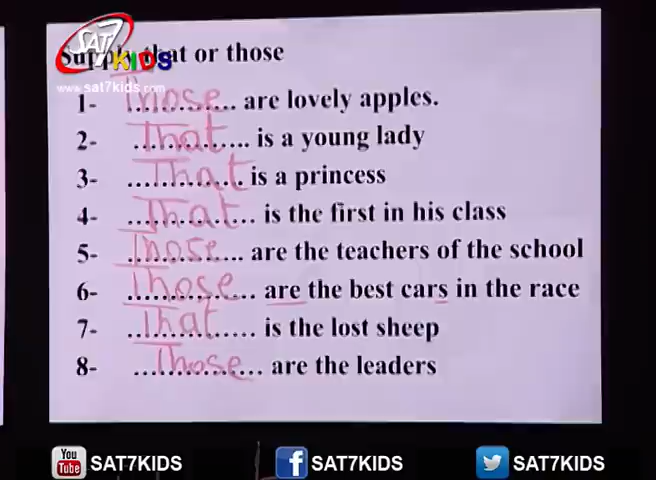 Supply that or those
SAT7
KIDS
www.sat7kids.com
1- Those are lovely apples.
2- That is a young lady
3- That is a princess
4- That is the first in his class
5- Those are the teachers of the school
6- Those are the best cars in the race
7- That is the lost sheep
8- Those are the leaders
You Tube SAT7KIDS f SAT7KIDS SAT7KIDS